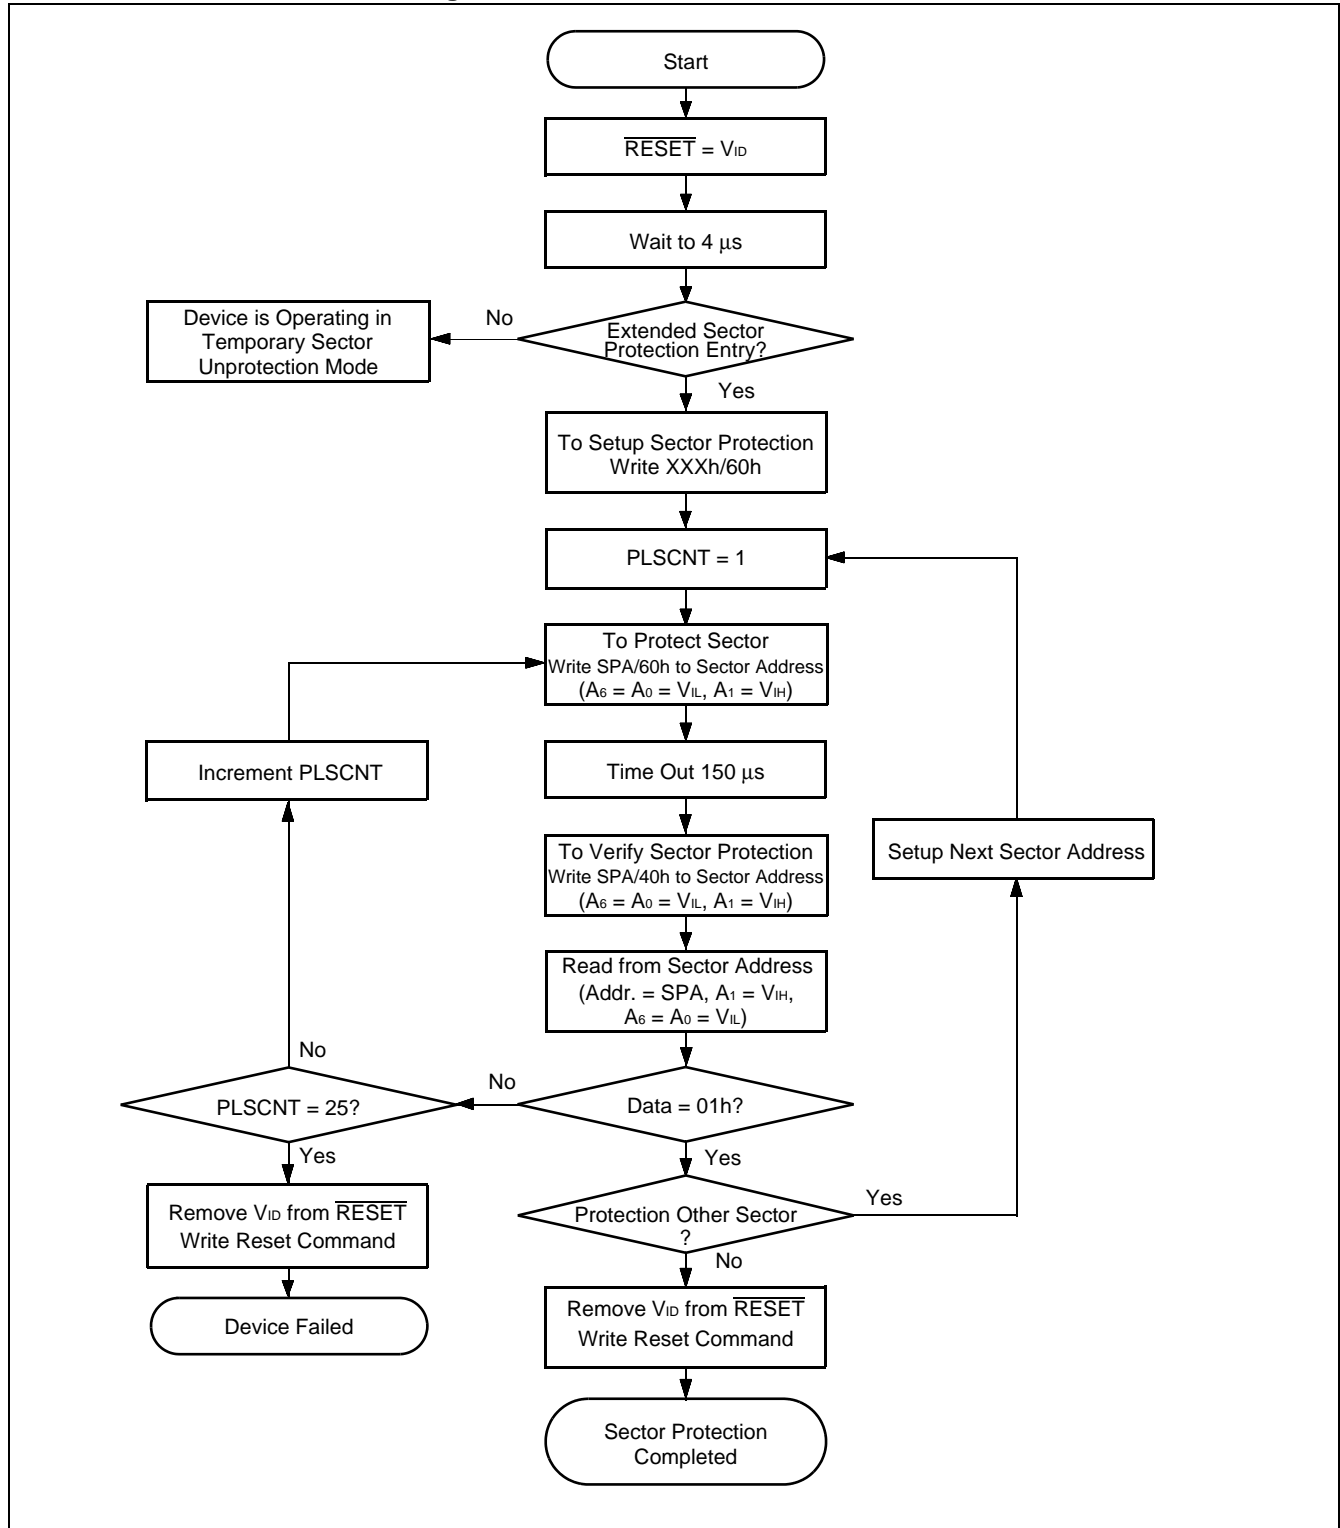 Start
RESET = VID
Wait to 4 μs
Device is Operating in
Temporary Sector
Unprotection Mode
No
Extended Sector
Protection Entry?
Yes
To Setup Sector Protection
Write XXXh/60h
PLSCNT = 1
To Protect Sector
Write SPA/60h to Sector Address
(A6 = A0 = VIL, A1 = VIH)
Increment PLSCNT
Time Out 150 μs
To Verify Sector Protection
Write SPA/40h to Sector Address
(A6 = A0 = VIL, A1 = VIH)
Setup Next Sector Address
Read from Sector Address
(Addr. = SPA, A1 = VIH,
A6 = A0 = VIL)
No
PLSCNT = 25?
No
Data = 01h?
Yes
Yes
Remove VID from RESET
Write Reset Command
Protection Other Sector
?
Yes
No
Device Failed
Remove VID from RESET
Write Reset Command
Sector Protection
Completed